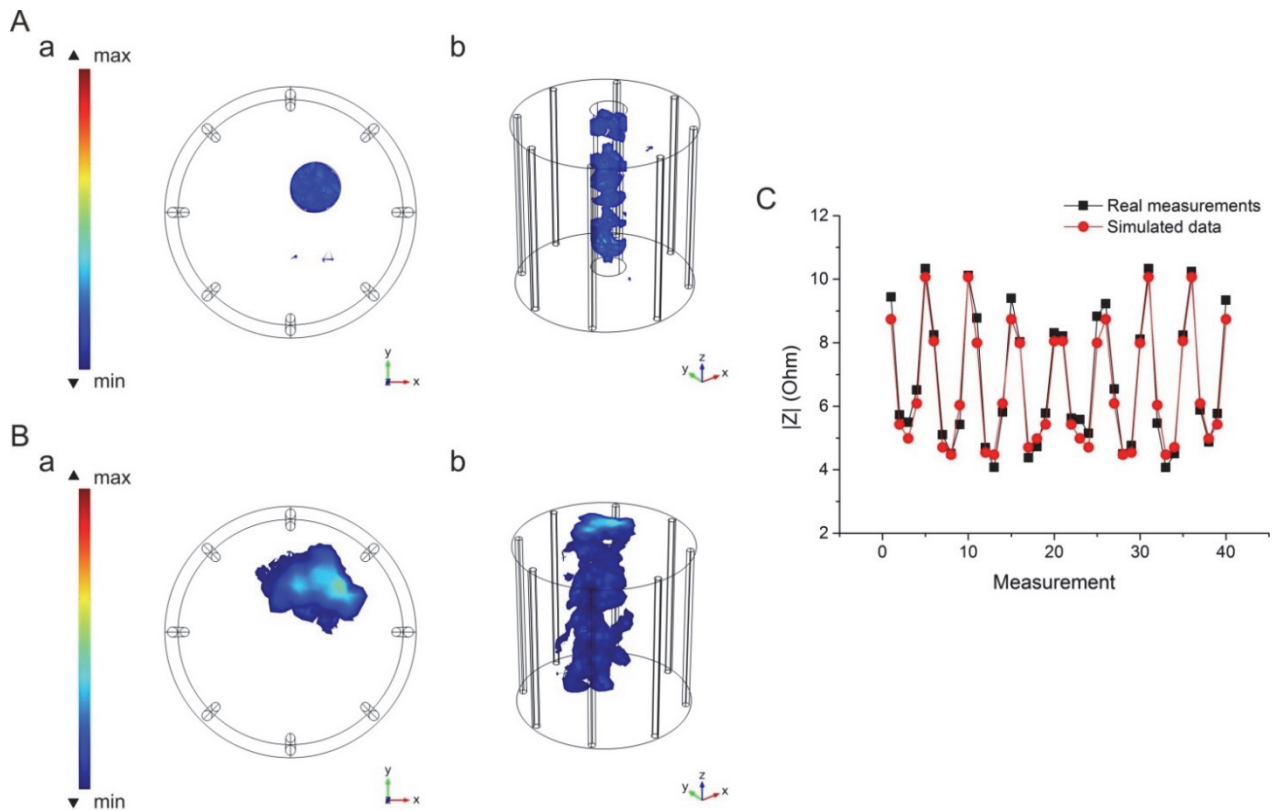 A
a
max
min
y
x
b
z
y
x
B
a
max
min
y
x
b
z
y
x
C
Real measurements
Simulated data
12
10
8
6
4
2
|Z| (Ohm)
0
10
20
30
40
Measurement